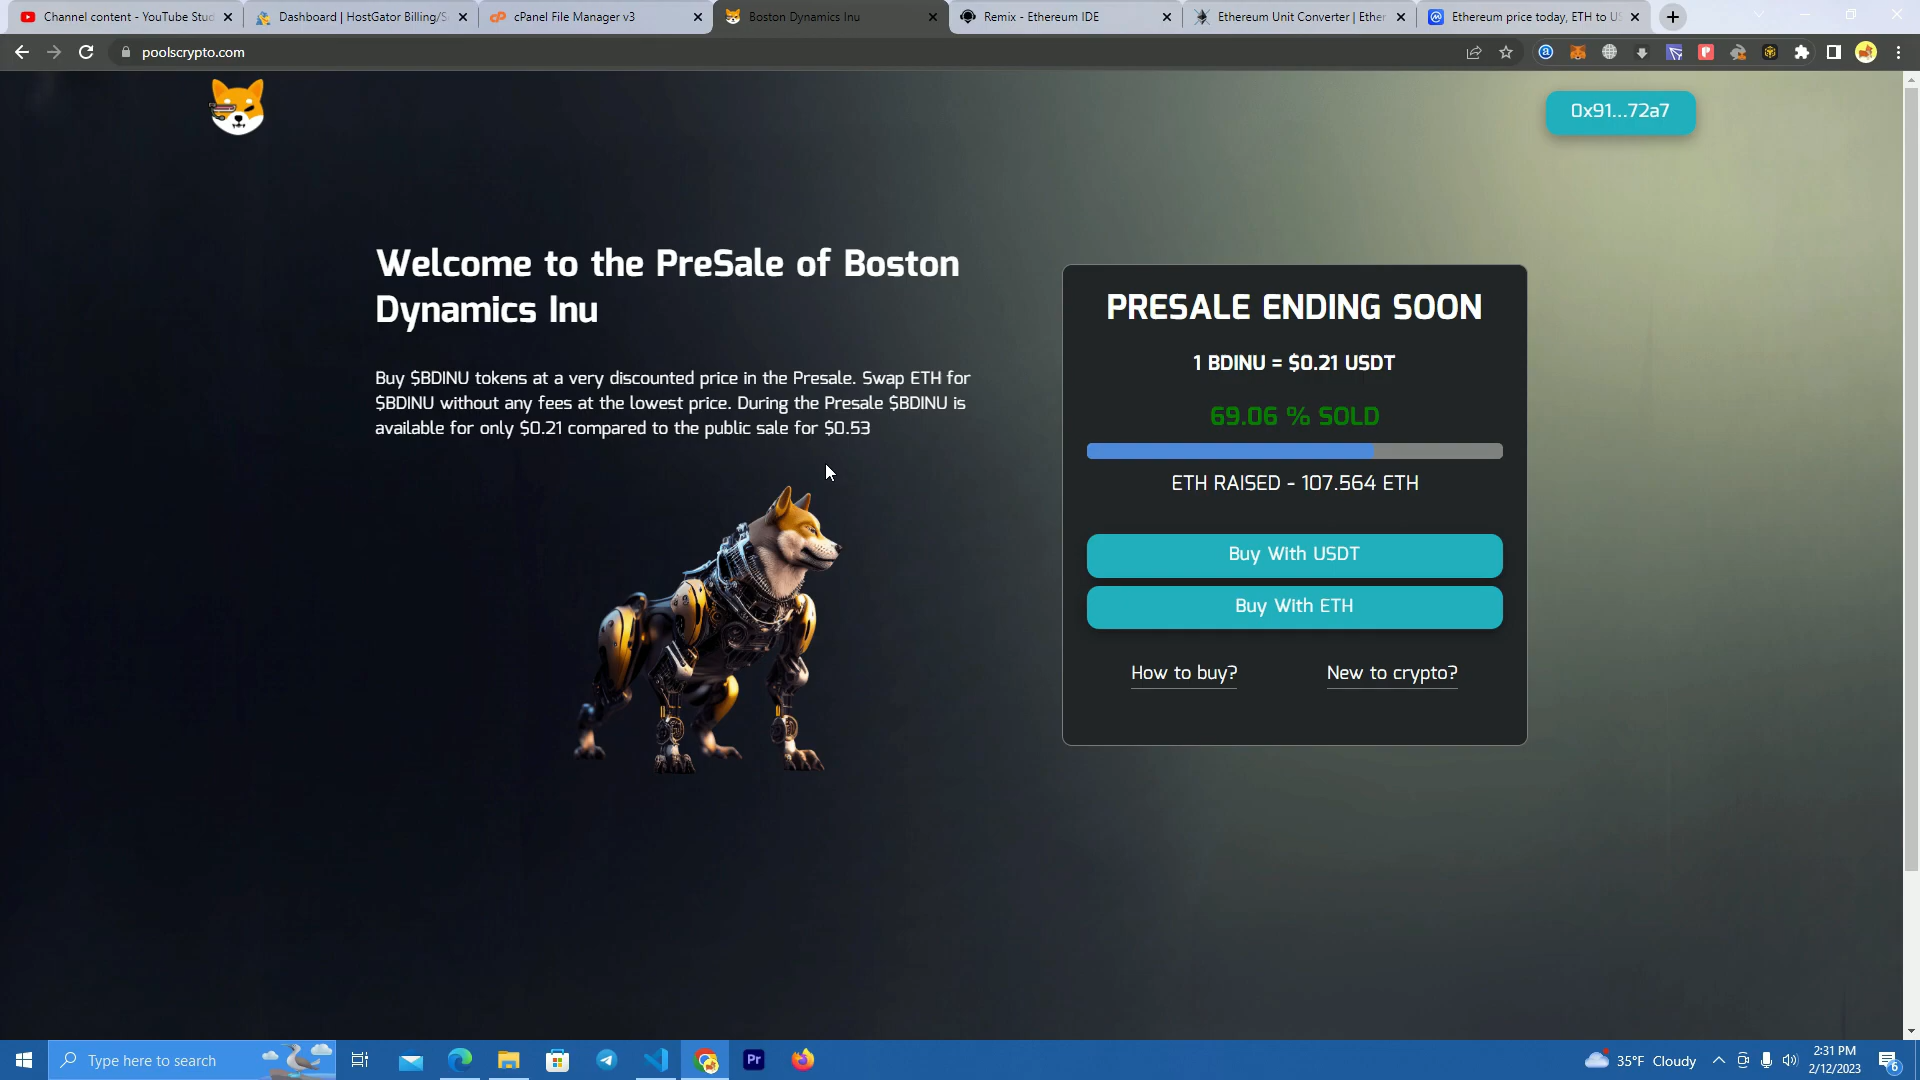 Channel content - YouTube Stud
Dashboard | HostGator Billing/S
cPanel File Manager v3
Boston Dynamics Inu
Remix - Ethereum IDE
Ethereum Unit Converter | Ether
Ethereum price today, ETH to US
poolscrypto.com
0x91...72a7
Welcome to the PreSale of Boston
Dynamics Inu
Buy $BDINU tokens at a very discounted price in the Presale. Swap ETH for
$BDINU without any fees at the lowest price. During the Presale $BDINU is
available for only $0.21 compared to the public sale for $0.53
PRESALE ENDING SOON
1 BDINU = $0.21 USDT
69.06 % SOLD
ETH RAISED - 107.564 ETH
Buy With USDT
Buy With ETH
How to buy?
New to crypto?
Type here to search
Pr
35°F Cloudy
2:31 PM
2/12/2023
6